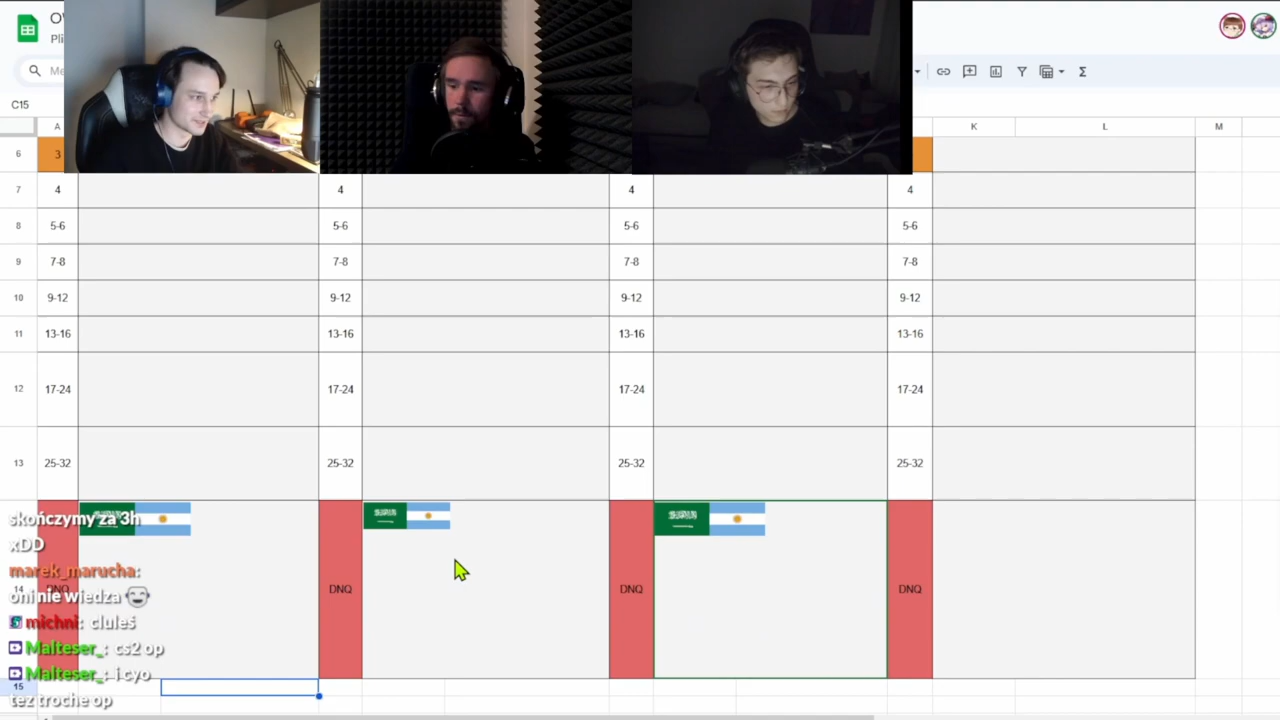 C15
A
K
L
M
6
3
7
4
4
4
4
8
5-6
5-6
5-6
5-6
9
7-8
7-8
7-8
7-8
10
9-12
9-12
9-12
9-12
11
13-16
13-16
13-16
13-16
12
17-24
17-24
17-24
17-24
13
25-32
25-32
25-32
25-32
DNQ
DNQ
DNQ
15
skończymy za 3h
xDD
marek_marucha:
oni nie wiedza
michni: cluleś
Malteser_: cs2 op
Malteser_: i cyo
tez troche op